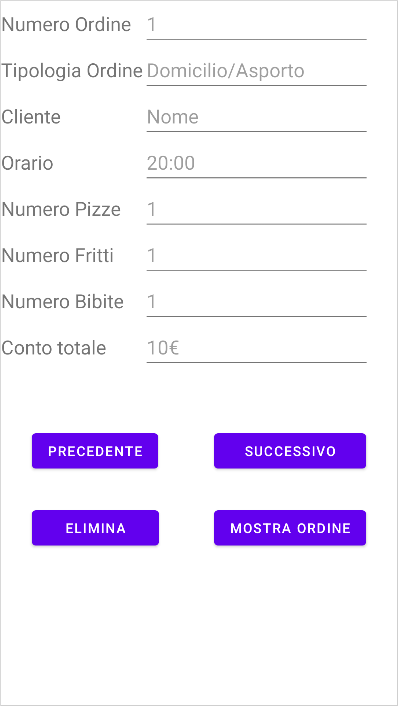 Numero Ordine 1
Tipologia Ordine Domicilio/Asporto
Cliente Nome
Orario 20:00
Numero Pizze 1
Numero Fritti 1
Numero Bibite 1
Conto totale 10€
PRECEDENTE SUCCESSIVO
ELIMINA MOSTRA ORDINE